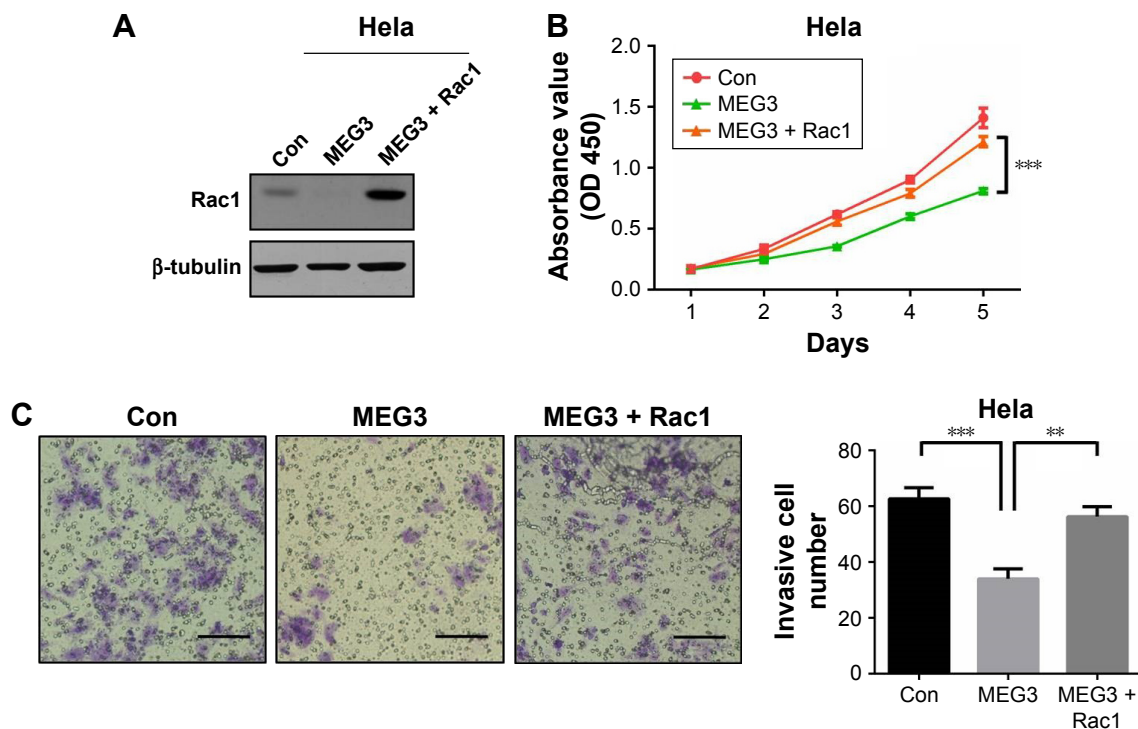 A
Hela
Con
MEG3
MEG3 + Rac1
Rac1
β-tubulin
B
Hela
Absorbance value
(OD 450)
2.0
1.5
1.0
0.5
0.0
Con
MEG3
MEG3 + Rac1
***
1 2 3 4 5
Days
C
Con
MEG3
MEG3 + Rac1
Hela
*** **
Invasive cell
number
80
60
40
20
0
Con
MEG3
MEG3 +
Rac1